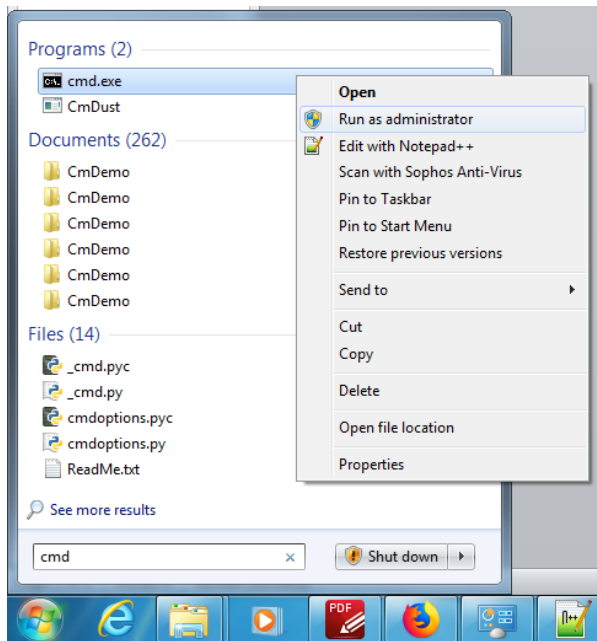 Programs (2)
cmd.exe
CmDust
Documents (262)
CmDemo
CmDemo
CmDemo
CmDemo
CmDemo
CmDemo
Files (14)
_cmd.pyc
_cmd.py
cmdoptions.pyc
cmdoptions.py
ReadMe.txt
See more results
cmd
Shut down
Open
Run as administrator
Edit with Notepad++
Scan with Sophos Anti-Virus
Pin to Taskbar
Pin to Start Menu
Restore previous versions
Send to
Cut
Copy
Delete
Open file location
Properties
PDF
N++